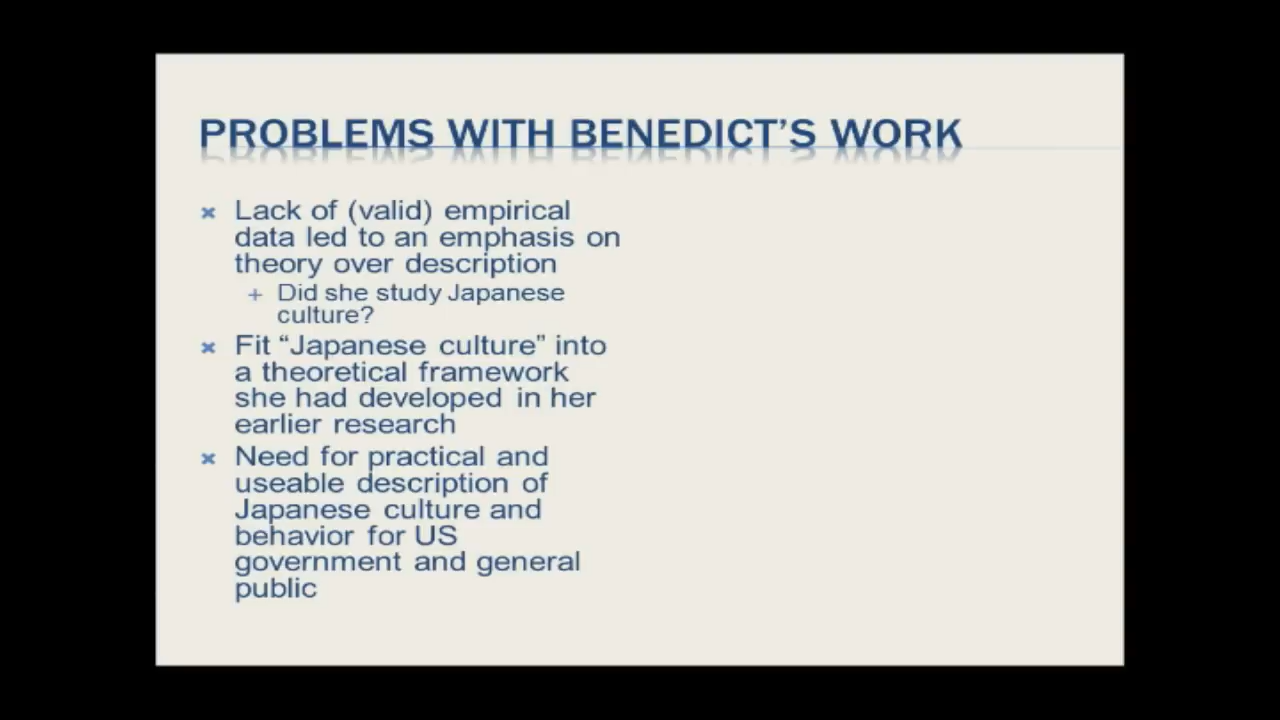 PROBLEMS WITH BENEDICT'S WORK
Lack of (valid) empirical
data led to an emphasis on
theory over description
Did she study Japanese
culture?
Fit “Japanese culture” into
a theoretical framework
she had developed in her
earlier research
Need for practical and
useable description of
Japanese culture and
behavior for US
government and general
public